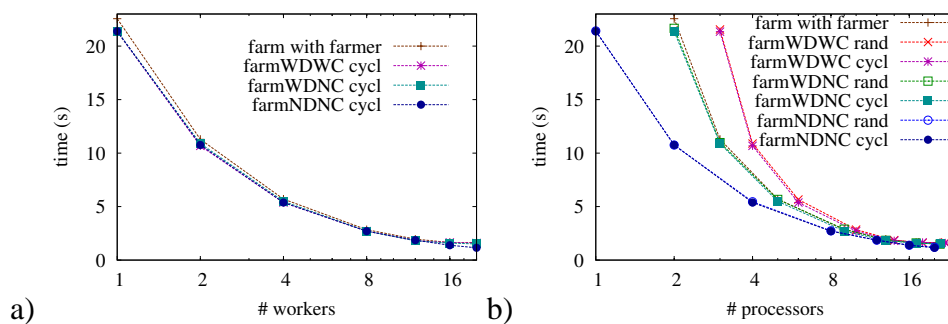 20
15
10
5
0
time (s)
farm with farmer
farmWDWC cycl
farmWDNC cycl
farmNDNC cycl
1 2 4 8 16
# workers
a)
20
15
10
5
0
time (s)
farm with farmer
farmWDWC rand
farmWDWC cycl
farmWDNC rand
farmWDNC cycl
farmNDNC rand
farmNDNC cycl
1 2 4 8 16
# processors
b)